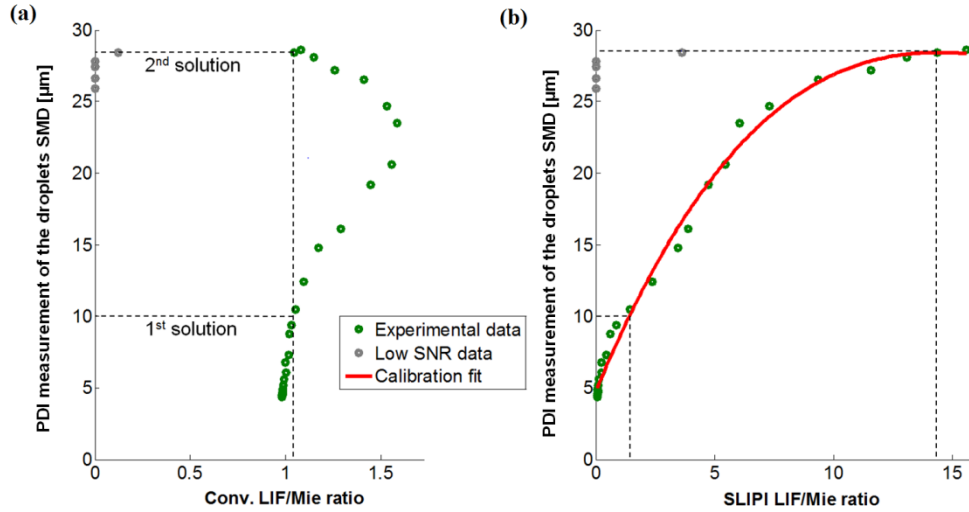 (a)
PDI measurement of the droplets SMD [µm]
30
25
20
15
10
5
0
2nd solution
1st solution
0
0.5
1
1.5
Conv. LIF/Mie ratio
Experimental data
Low SNR data
Calibration fit
(b)
PDI measurement of the droplets SMD [µm]
30
25
20
15
10
5
0
0
5
10
15
SLIPI LIF/Mie ratio